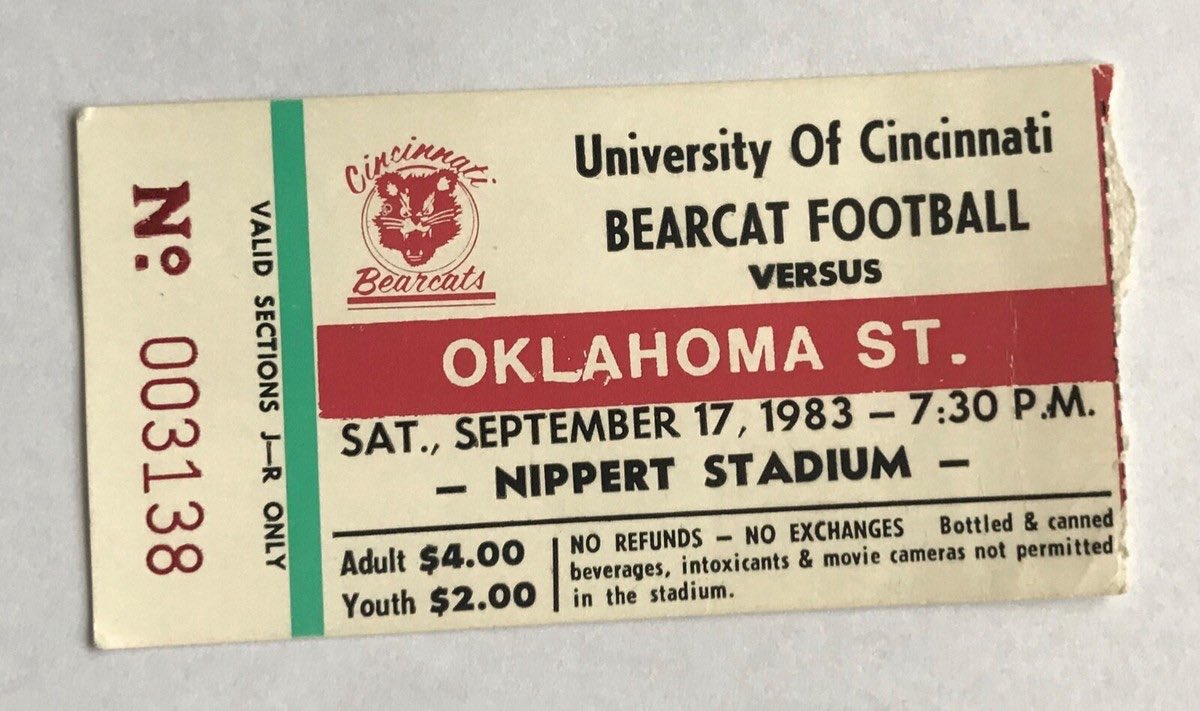 Nº 003138
VALID SECTIONS J—R ONLY
Cincinnati
Bearcats
University Of Cincinnati
BEARCAT FOOTBALL
VERSUS
OKLAHOMA ST.
SAT., SEPTEMBER 17, 1983 – 7:30 P.M.
– NIPPERT STADIUM –
Adult $4.00
Youth $2.00
NO REFUNDS – NO EXCHANGES Bottled & canned
beverages, intoxicants & movie cameras not permitted
in the stadium.